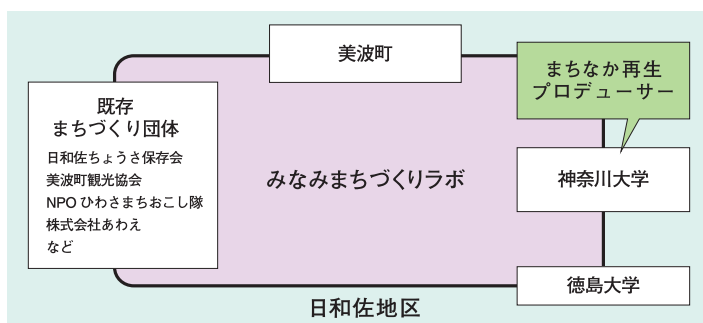 美波町
まちなか再生
プロデューサー
既存
まちづくり団体
日和佐ちょうさ保存会
美波町観光協会
NPOひわさまちおこし隊
株式会社あわえ
など
みなみまちづくりラボ
神奈川大学
徳島大学
日和佐地区